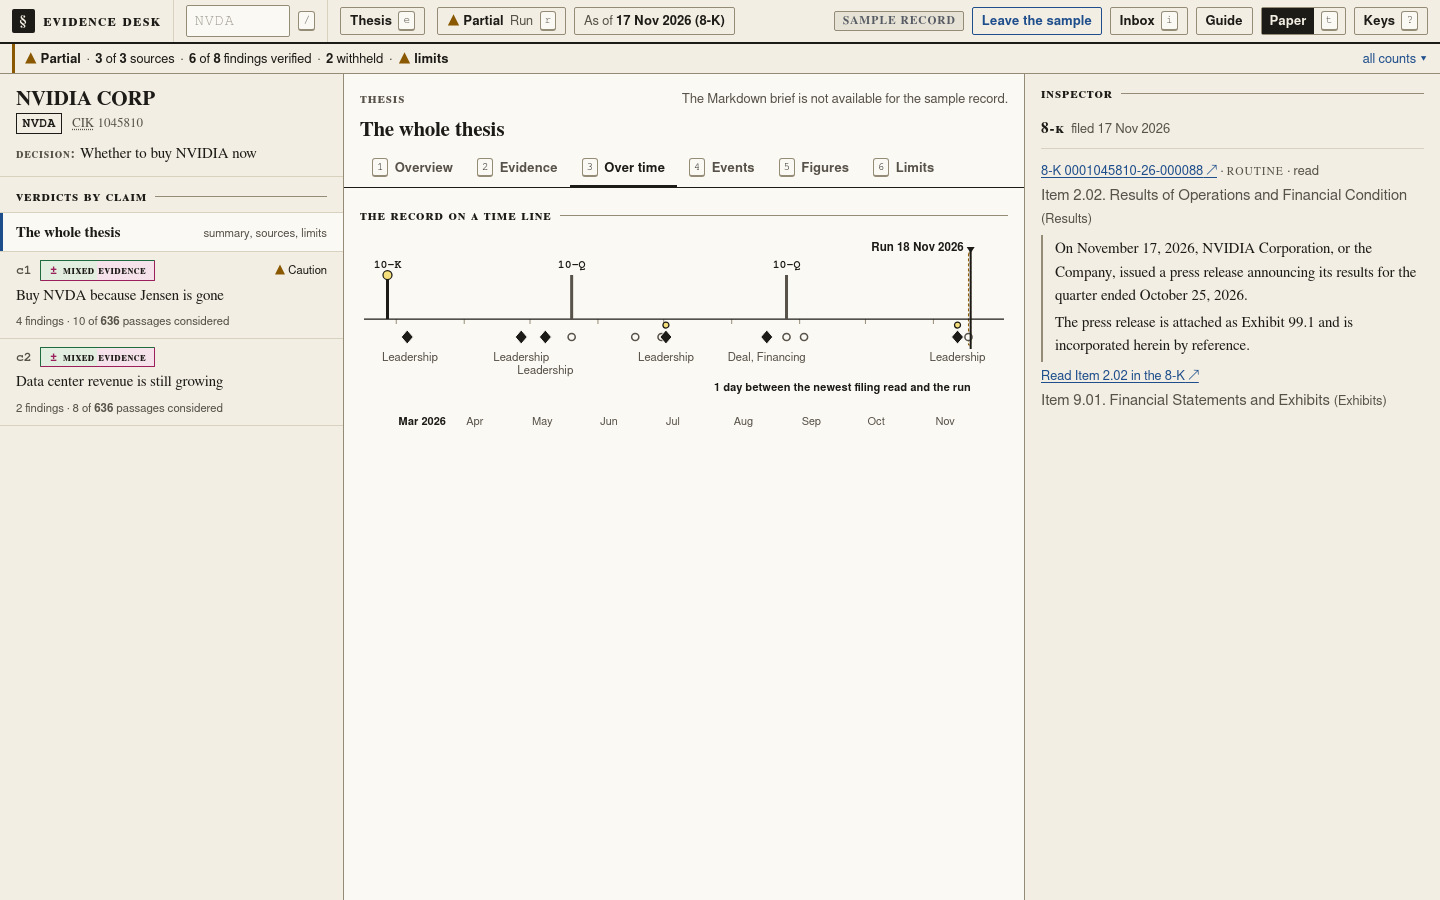 § EVIDENCE DESK NVDA / Thesis e Partial Run r As of 17 Nov 2026 (8-K) SAMPLE RECORD Leave the sample Inbox i Guide Paper t Keys ?
Partial · 3 of 3 sources · 6 of 8 findings verified · 2 withheld · limits all counts
NVIDIA CORP
NVDA CIK 1045810
DECISION: Whether to buy NVIDIA now
VERDICTS BY CLAIM
The whole thesis summary, sources, limits
c1 ± MIXED EVIDENCE Caution
Buy NVDA because Jensen is gone
4 findings · 10 of 636 passages considered
c2 ± MIXED EVIDENCE
Data center revenue is still growing
2 findings · 8 of 636 passages considered
THESIS The Markdown brief is not available for the sample record.
The whole thesis
1 Overview 2 Evidence 3 Over time 4 Events 5 Figures 6 Limits
THE RECORD ON A TIME LINE
Run 18 Nov 2026
10-K 10-Q 10-Q
Leadership Leadership Leadership Deal, Financing Leadership
Leadership
1 day between the newest filing read and the run
Mar 2026 Apr May Jun Jul Aug Sep Oct Nov
INSPECTOR
8-K filed 17 Nov 2026
8-K 0001045810-26-000088 ↗ · ROUTINE · read
Item 2.02. Results of Operations and Financial Condition
(Results)
On November 17, 2026, NVIDIA Corporation, or the
Company, issued a press release announcing its results for the
quarter ended October 25, 2026.
The press release is attached as Exhibit 99.1 and is
incorporated herein by reference.
Read Item 2.02 in the 8-K ↗
Item 9.01. Financial Statements and Exhibits (Exhibits)